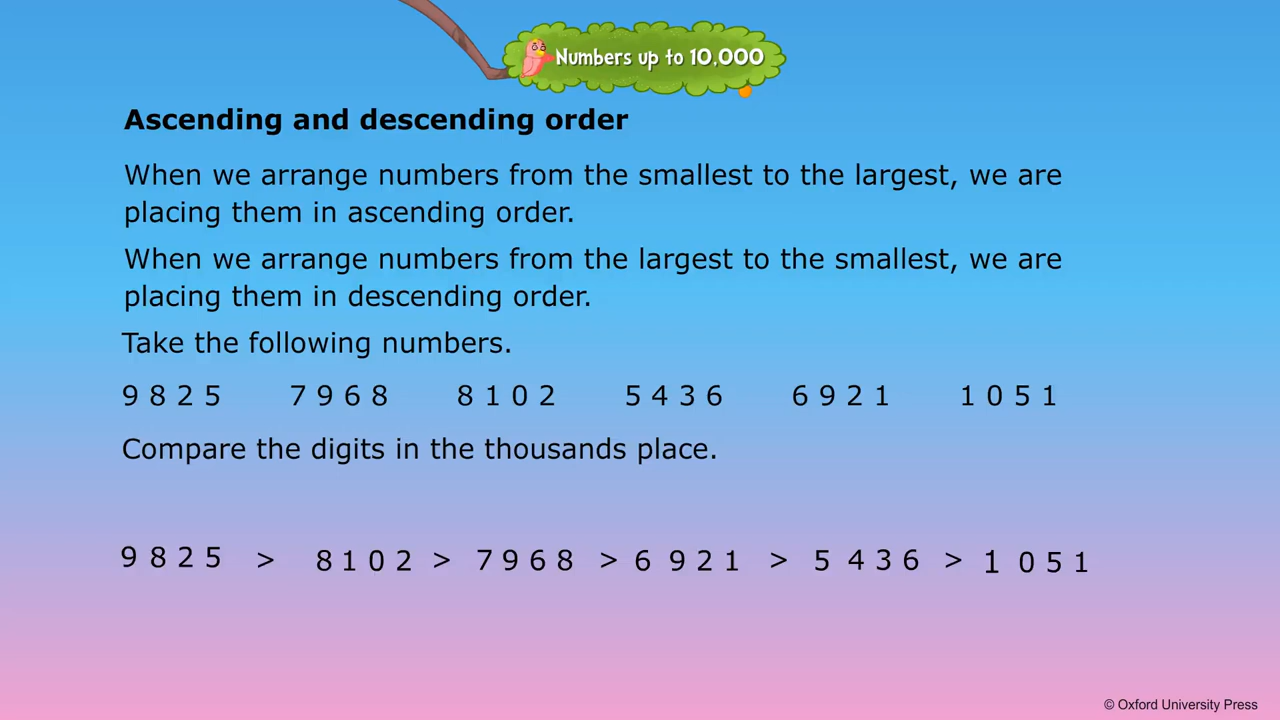 Numbers up to 10,000
Ascending and descending order
When we arrange numbers from the smallest to the largest, we are
placing them in ascending order.
When we arrange numbers from the largest to the smallest, we are
placing them in descending order.
Take the following numbers.
9 8 2 5 7 9 6 8 8 1 0 2 5 4 3 6 6 9 2 1 1 0 5 1
Compare the digits in the thousands place.
9 8 2 5 > 8 1 0 2 > 7 9 6 8 > 6 9 2 1 > 5 4 3 6 > 1 0 5 1
© Oxford University Press